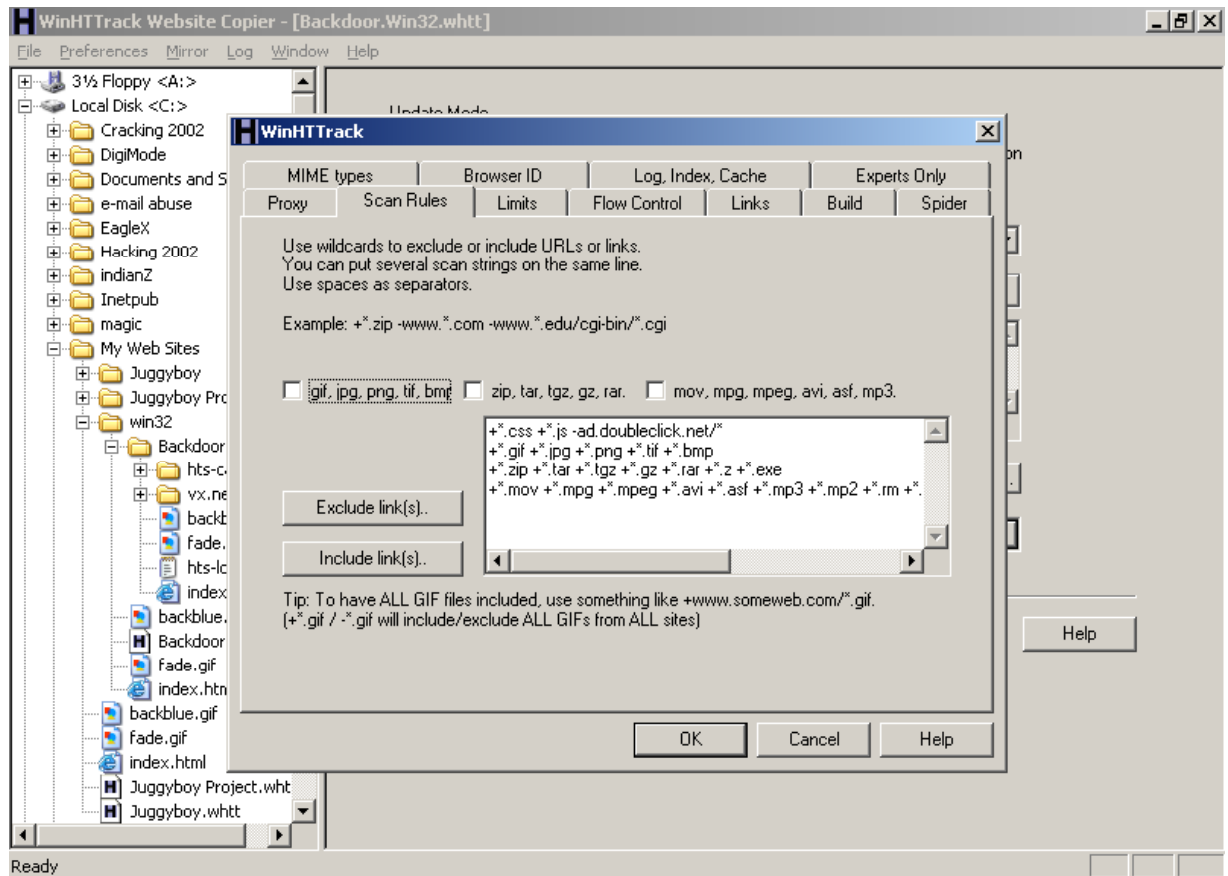 WinHTTrack Website Copier - [Backdoor.Win32.whtt]
File Preferences Mirror Log Window Help
3½ Floppy <A:>
Local Disk <C:>
Cracking 2002
DigiMode
Documents and S
e-mail abuse
EagleX
Hacking 2002
indianZ
Inetpub
magic
My Web Sites
Juggyboy
Juggyboy Pro
win32
Backdoor
hts-c
vx.ne
backb
fade.
hts-lo
index
backblue.
Backdoor
fade.gif
index.htm
backblue.gif
fade.gif
index.html
Juggyboy Project.wht
Juggyboy.whtt
Update Mode
WinHTTrack
MIME types Browser ID Log, Index, Cache Experts Only
Proxy Scan Rules Limits Flow Control Links Build Spider
Use wildcards to exclude or include URLs or links.
You can put several scan strings on the same line.
Use spaces as separators.
Example: +*.zip -www.*.com -www.*.edu/cgi-bin/*.cgi
gif, jpg, png, tif, bmp zip, tar, tgz, gz, rar. mov, mpg, mpeg, avi, asf, mp3.
+*.css +*.js -ad.doubleclick.net/*
+*.gif +*.jpg +*.png +*.tif +*.bmp
+*.zip +*.tar +*.tgz +*.gz +*.rar +*.z +*.exe
+*.mov +*.mpg +*.mpeg +*.avi +*.asf +*.mp3 +*.mp2 +*.rm +*.
Exclude link(s)..
Include link(s)..
Tip: To have ALL GIF files included, use something like +www.someweb.com/*.gif.
(+*.gif / -*.gif will include/exclude ALL GIFs from ALL sites)
OK Cancel Help
on
Help
Ready